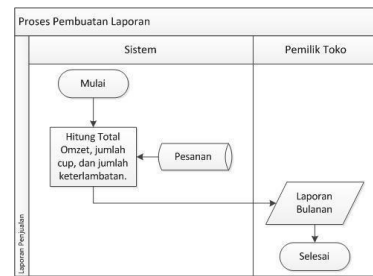 Proses Pembuatan Laporan
Sistem
Pemilik Toko
Mulai
Hitung Total
Omzet, jumlah
cup, dan jumlah
keterlambatan.
Pesanan
Laporan
Bulanan
Selesai
Laporan Penjualan